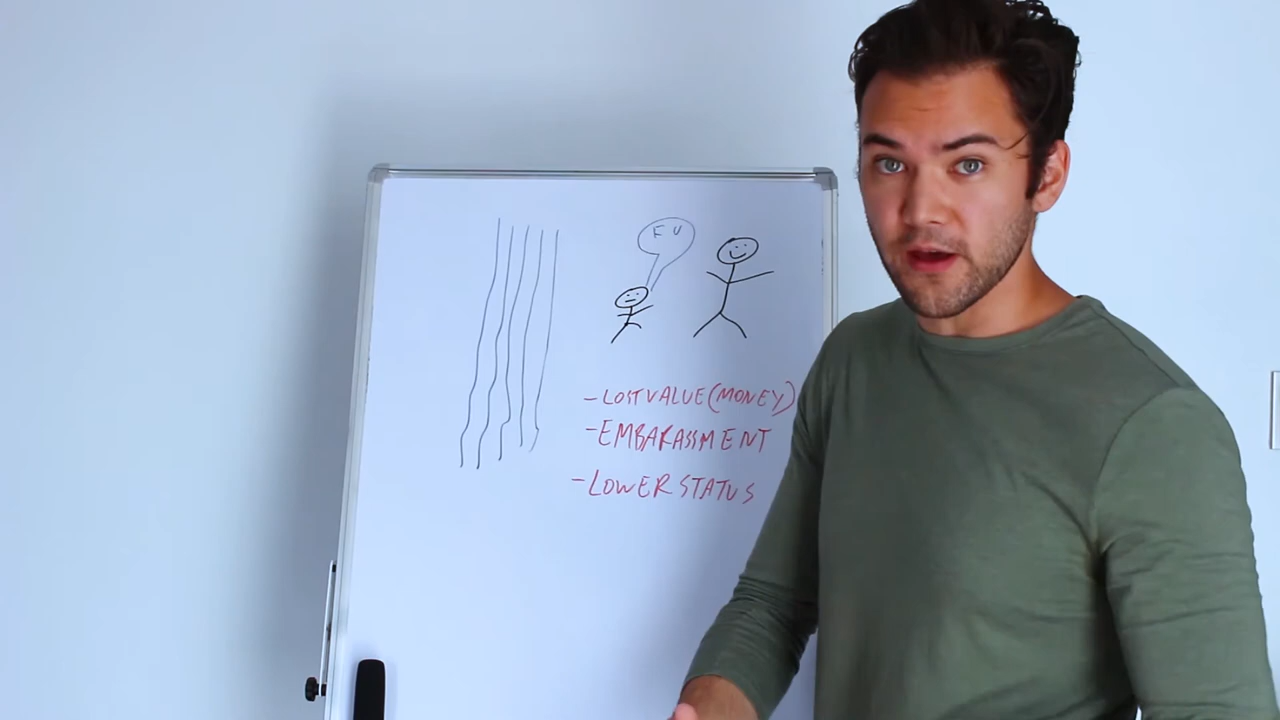 FU
- LOST VALUE (MONEY)
- EMBARASSMENT
- LOWER STATUS